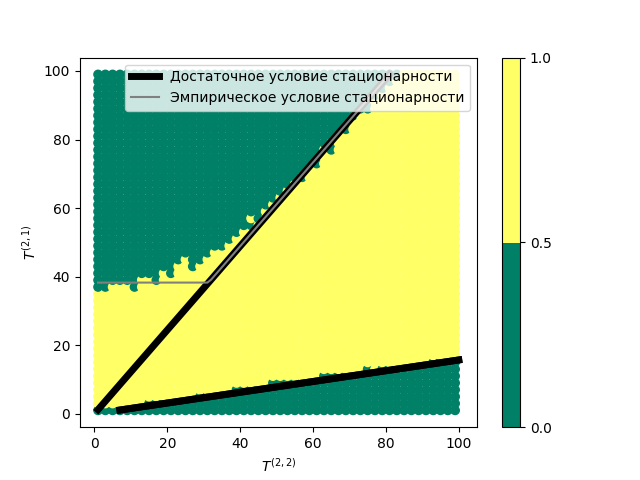 Достаточное условие стационарности
Эмпирическое условие стационарности
100
80
60
40
20
0
T^(2,1)
0 20 40 60 80 100
T^(2,2)
1.0
0.5
0.0